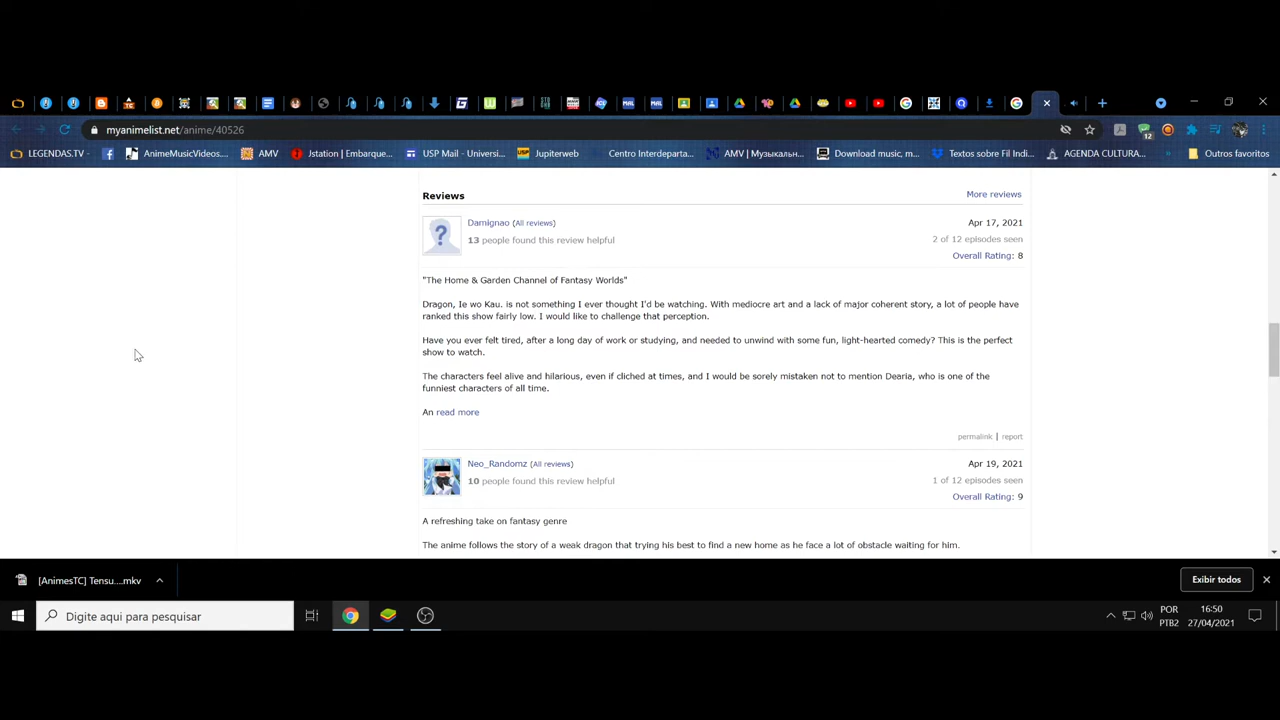 myanimelist.net/anime/40526
12
LEGENDAS.TV -
AnimeMusicVideos....
AMV
Jstation | Embarque...
USP Mail - Universi...
Jupiterweb
Centro Interdeparta...
AMV | Музыкальн...
Download music, m...
Textos sobre Fil Indi...
AGENDA CULTURA...
»
Outros favoritos
Reviews
More reviews
Damignao (All reviews)
Apr 17, 2021
13 people found this review helpful
2 of 12 episodes seen
Overall Rating: 8
"The Home & Garden Channel of Fantasy Worlds"
Dragon, Ie wo Kau. is not something I ever thought I'd be watching. With mediocre art and a lack of major coherent story, a lot of people have
ranked this show fairly low. I would like to challenge that perception.
Have you ever felt tired, after a long day of work or studying, and needed to unwind with some fun, light-hearted comedy? This is the perfect
show to watch.
The characters feel alive and hilarious, even if cliched at times, and I would be sorely mistaken not to mention Dearia, who is one of the
funniest characters of all time.
An read more
permalink | report
Neo_Randomz (All reviews)
Apr 19, 2021
10 people found this review helpful
1 of 12 episodes seen
Overall Rating: 9
A refreshing take on fantasy genre
The anime follows the story of a weak dragon that trying his best to find a new home as he face a lot of obstacle waiting for him.
[AnimesTC] Tensu....mkv
Exibir todos
Digite aqui para pesquisar
POR
PTB2
16:50
27/04/2021